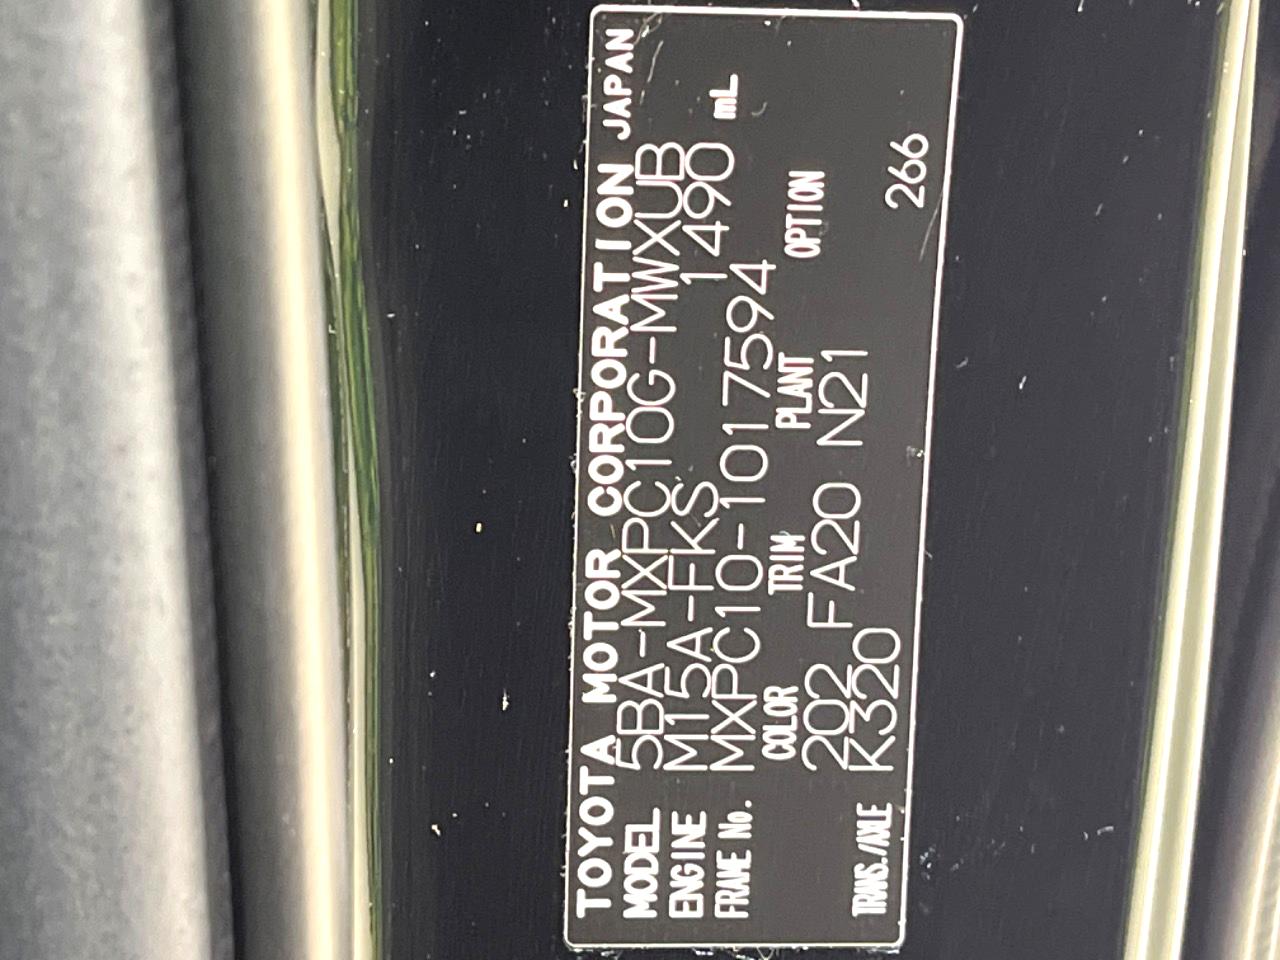 TOYOTA MOTOR CORPORATION JAPAN
MODEL 5BA-MXPC10G-MWXUB
ENGINE M15A-FKS 1490 mL
FRAME No. MXPC10-1017594
COLOR TRIM PLANT OPTION
202 FA20 N21
TRANS./AXLE K320 266